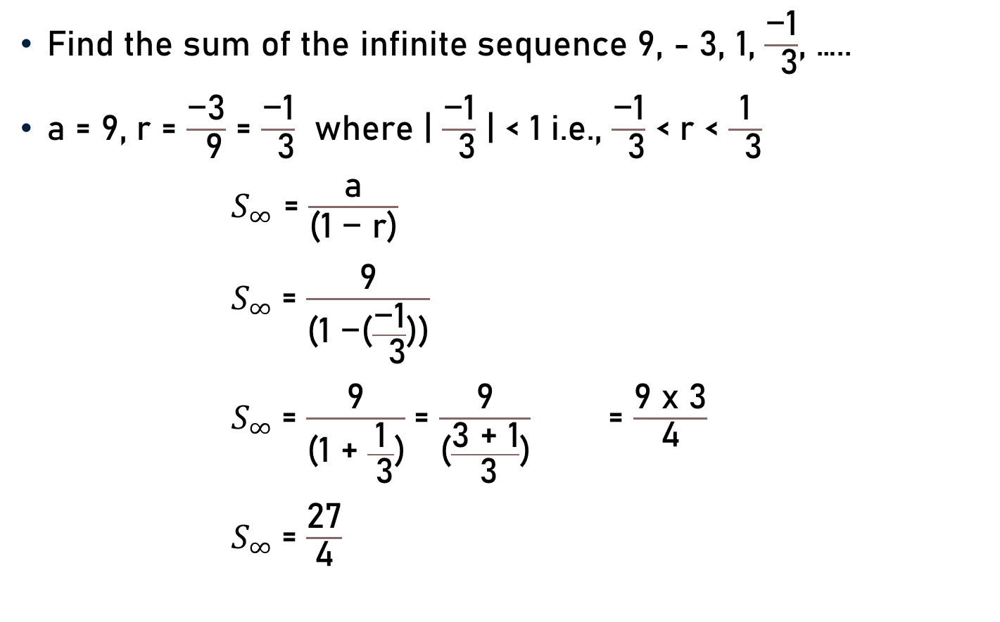 • Find the sum of the infinite sequence 9, - 3, 1, −1/3, .....
• a = 9, r = −3/9 = −1/3 where | −1/3 | < 1 i.e., −1/3 < r < 1/3
S∞ = a/(1 − r)
S∞ = 9/(1 −(−1/3))
S∞ = 9/(1 + 1/3) = 9/((3 + 1)/3) = (9 x 3)/4
S∞ = 27/4